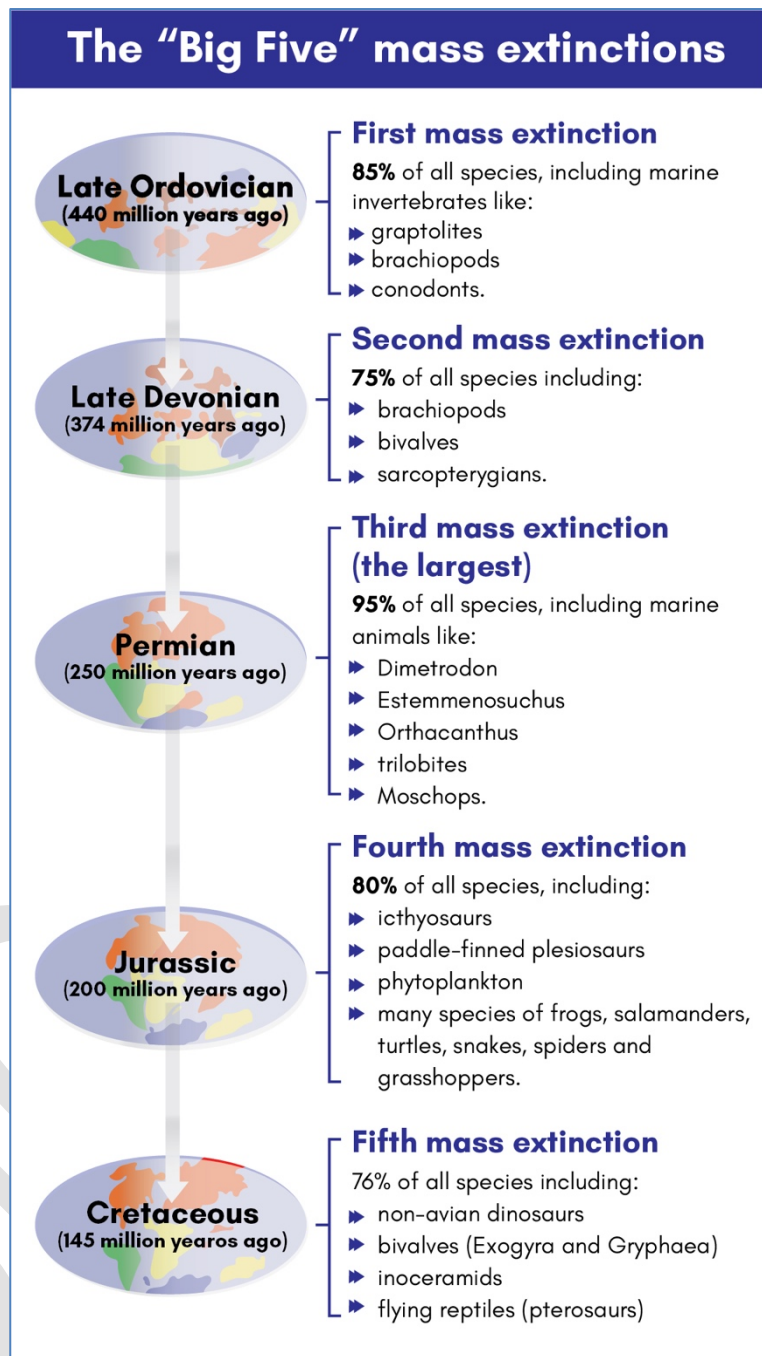 The “Big Five” mass extinctions
Late Ordovician
(440 million years ago)
First mass extinction
85% of all species, including marine
invertebrates like:
graptolites
brachiopods
conodonts.
Late Devonian
(374 million years ago)
Second mass extinction
75% of all species including:
brachiopods
bivalves
sarcopterygians.
Permian
(250 million years ago)
Third mass extinction
(the largest)
95% of all species, including marine
animals like:
Dimetrodon
Estemmenosuchus
Orthacanthus
trilobites
Moschops.
Jurassic
(200 million years ago)
Fourth mass extinction
80% of all species, including:
icthyosaurs
paddle-finned plesiosaurs
phytoplankton
many species of frogs, salamanders,
turtles, snakes, spiders and
grasshoppers.
Cretaceous
(145 million yearos ago)
Fifth mass extinction
76% of all species including:
non-avian dinosaurs
bivalves (Exogyra and Gryphaea)
inoceramids
flying reptiles (pterosaurs)